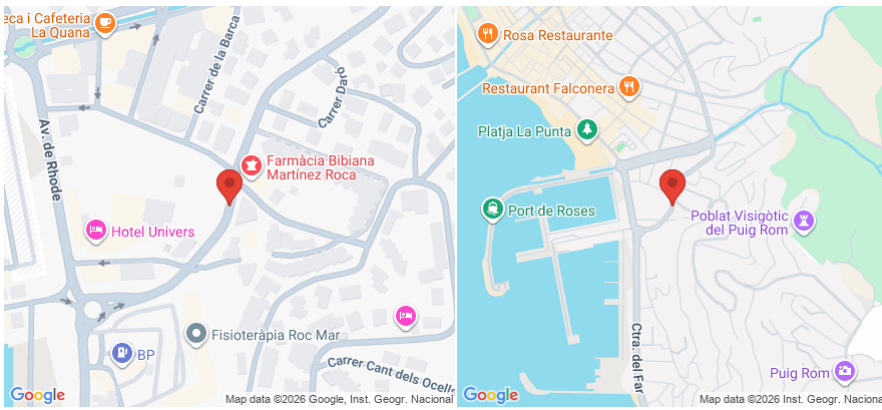 eca i Cafeteria
La Quana
Carrer de la Barca
Carrer Daró
Av. de Rhode
Farmàcia Bibiana
Martínez Roca
Hotel Univers
Fisioteràpia Roc Mar
BP
Carrer Cant dels Ocells
Google
Map data ©2026 Google, Inst. Geogr. Nacional
Rosa Restaurante
Restaurant Falconera
Platja La Punta
Port de Roses
Poblat Visigòtic
del Puig Rom
Ctra. del Far
Puig Rom
Google
Map data ©2026 Google, Inst. Geogr. Nacional